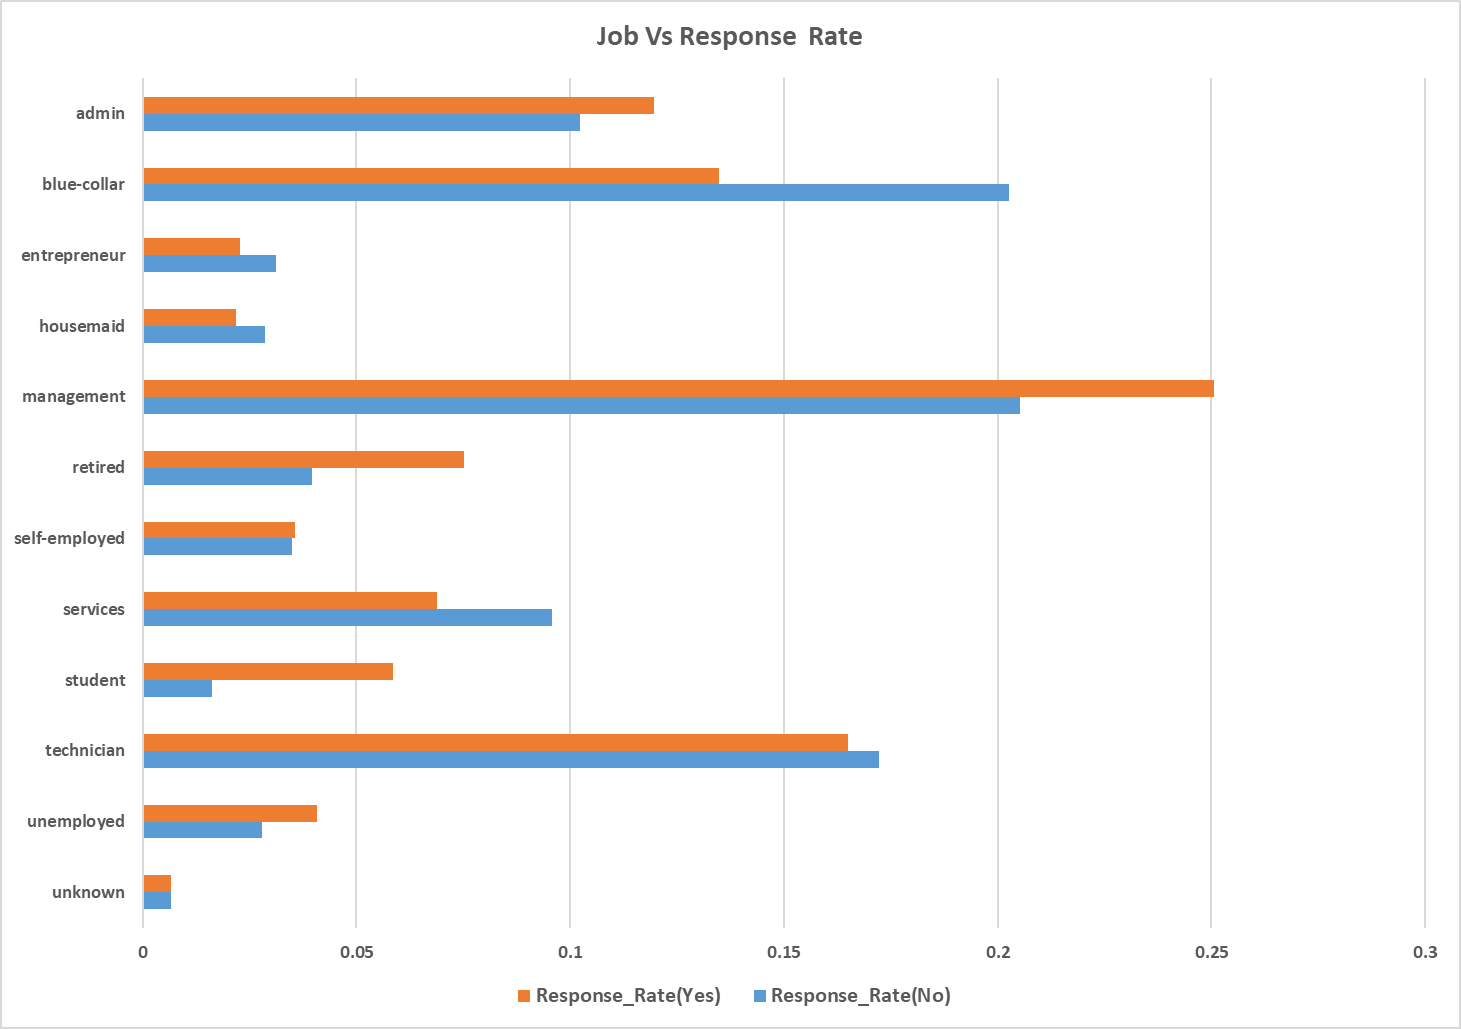 Job Vs Response Rate
admin
blue-collar
entrepreneur
housemaid
management
retired
self-employed
services
student
technician
unemployed
unknown
0 0.05 0.1 0.15 0.2 0.25 0.3
Response_Rate(Yes) Response_Rate(No)